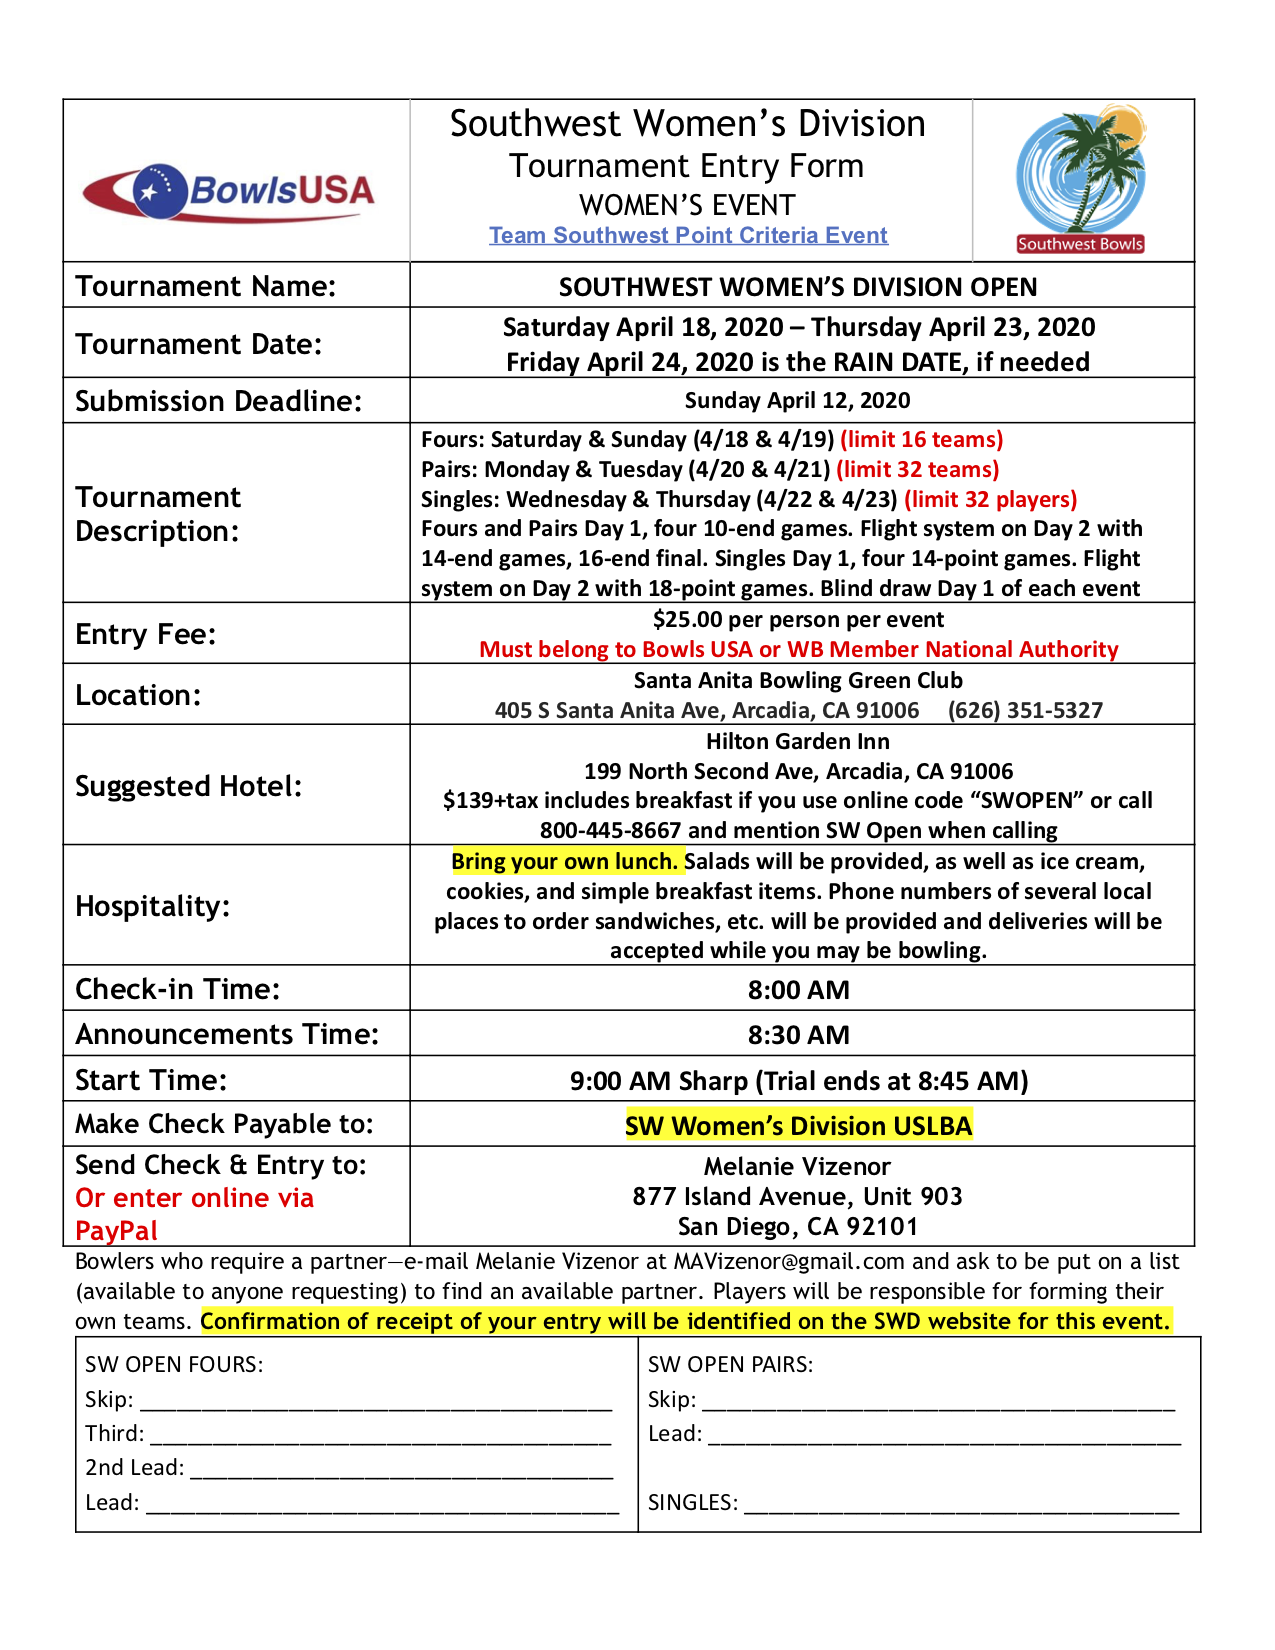 BowlsUSA
Southwest Women’s Division
Tournament Entry Form
WOMEN’S EVENT
Team Southwest Point Criteria Event
Southwest Bowls
Tournament Name:
SOUTHWEST WOMEN’S DIVISION OPEN
Tournament Date:
Saturday April 18, 2020 – Thursday April 23, 2020
Friday April 24, 2020 is the RAIN DATE, if needed
Submission Deadline:
Sunday April 12, 2020
Tournament
Description:
Fours: Saturday & Sunday (4/18 & 4/19) (limit 16 teams)
Pairs: Monday & Tuesday (4/20 & 4/21) (limit 32 teams)
Singles: Wednesday & Thursday (4/22 & 4/23) (limit 32 players)
Fours and Pairs Day 1, four 10-end games. Flight system on Day 2 with
14-end games, 16-end final. Singles Day 1, four 14-point games. Flight
system on Day 2 with 18-point games. Blind draw Day 1 of each event
Entry Fee:
$25.00 per person per event
Must belong to Bowls USA or WB Member National Authority
Location:
Santa Anita Bowling Green Club
405 S Santa Anita Ave, Arcadia, CA 91006 (626) 351-5327
Suggested Hotel:
Hilton Garden Inn
199 North Second Ave, Arcadia, CA 91006
$139+tax includes breakfast if you use online code “SWOPEN” or call
800-445-8667 and mention SW Open when calling
Hospitality:
Bring your own lunch. Salads will be provided, as well as ice cream,
cookies, and simple breakfast items. Phone numbers of several local
places to order sandwiches, etc. will be provided and deliveries will be
accepted while you may be bowling.
Check-in Time:
8:00 AM
Announcements Time:
8:30 AM
Start Time:
9:00 AM Sharp (Trial ends at 8:45 AM)
Make Check Payable to:
SW Women’s Division USLBA
Send Check & Entry to:
Or enter online via
PayPal
Melanie Vizenor
877 Island Avenue, Unit 903
San Diego, CA 92101
Bowlers who require a partner—e-mail Melanie Vizenor at MAVizenor@gmail.com and ask to be put on a list
(available to anyone requesting) to find an available partner. Players will be responsible for forming their
own teams. Confirmation of receipt of your entry will be identified on the SWD website for this event.
SW OPEN FOURS:
Skip: ______________________________________
Third: _____________________________________
2nd Lead: __________________________________
Lead: ______________________________________
SW OPEN PAIRS:
Skip: ______________________________________
Lead: ______________________________________
SINGLES: ___________________________________